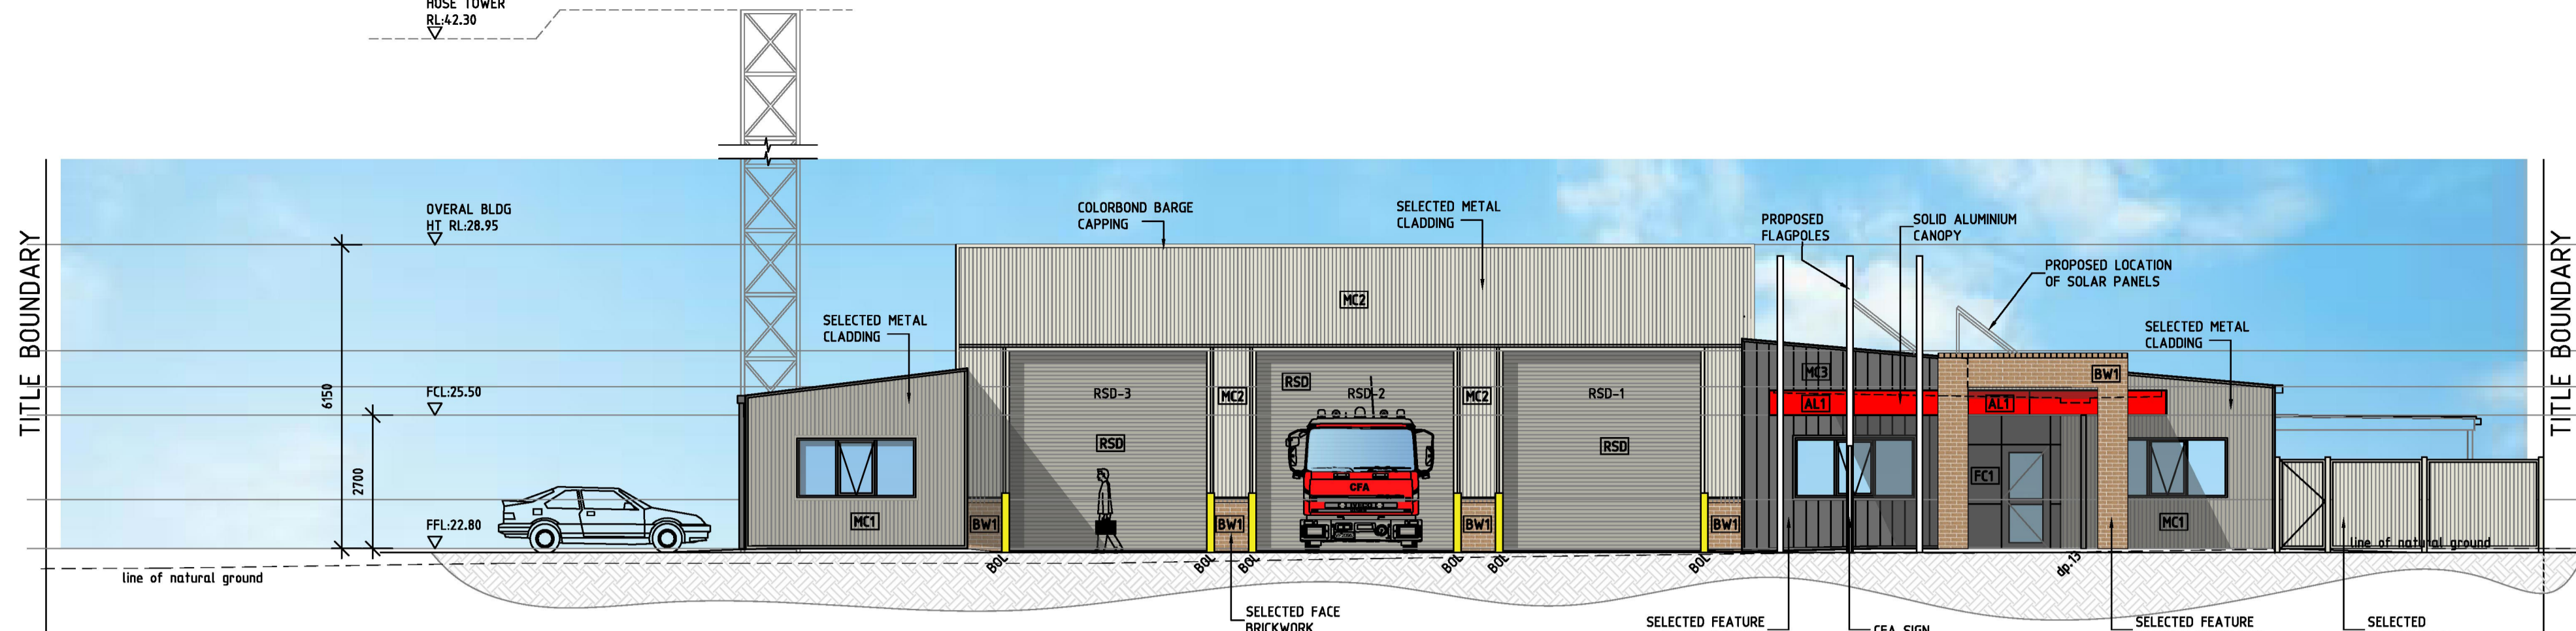 HOSE TOWER
RL:42.30
TITLE BOUNDARY
OVERAL BLDG
HT RL:28.95
COLORBOND BARGE
CAPPING
SELECTED METAL
CLADDING
PROPOSED
FLAGPOLES
SOLID ALUMINIUM
CANOPY
PROPOSED LOCATION
OF SOLAR PANELS
TITLE BOUNDARY
SELECTED METAL
CLADDING
SELECTED METAL
CLADDING
MC2
6150
FCL:25.50
2700
FFL:22.80
RSD-3
RSD
MC2
RSD
RSD-2
MC2
RSD-1
RSD
MC3
AL1
AL1
BW1
FC1
MC1
MC1
BW1
BW1
BW1
BW1
CFA
IVECO
line of natural ground
line of natural ground
BOL
BOL
BOL
BOL
BOL
BOL
dp.13
SELECTED FACE
BRICKWORK
SELECTED FEATURE
CFA SIGN
SELECTED FEATURE
SELECTED